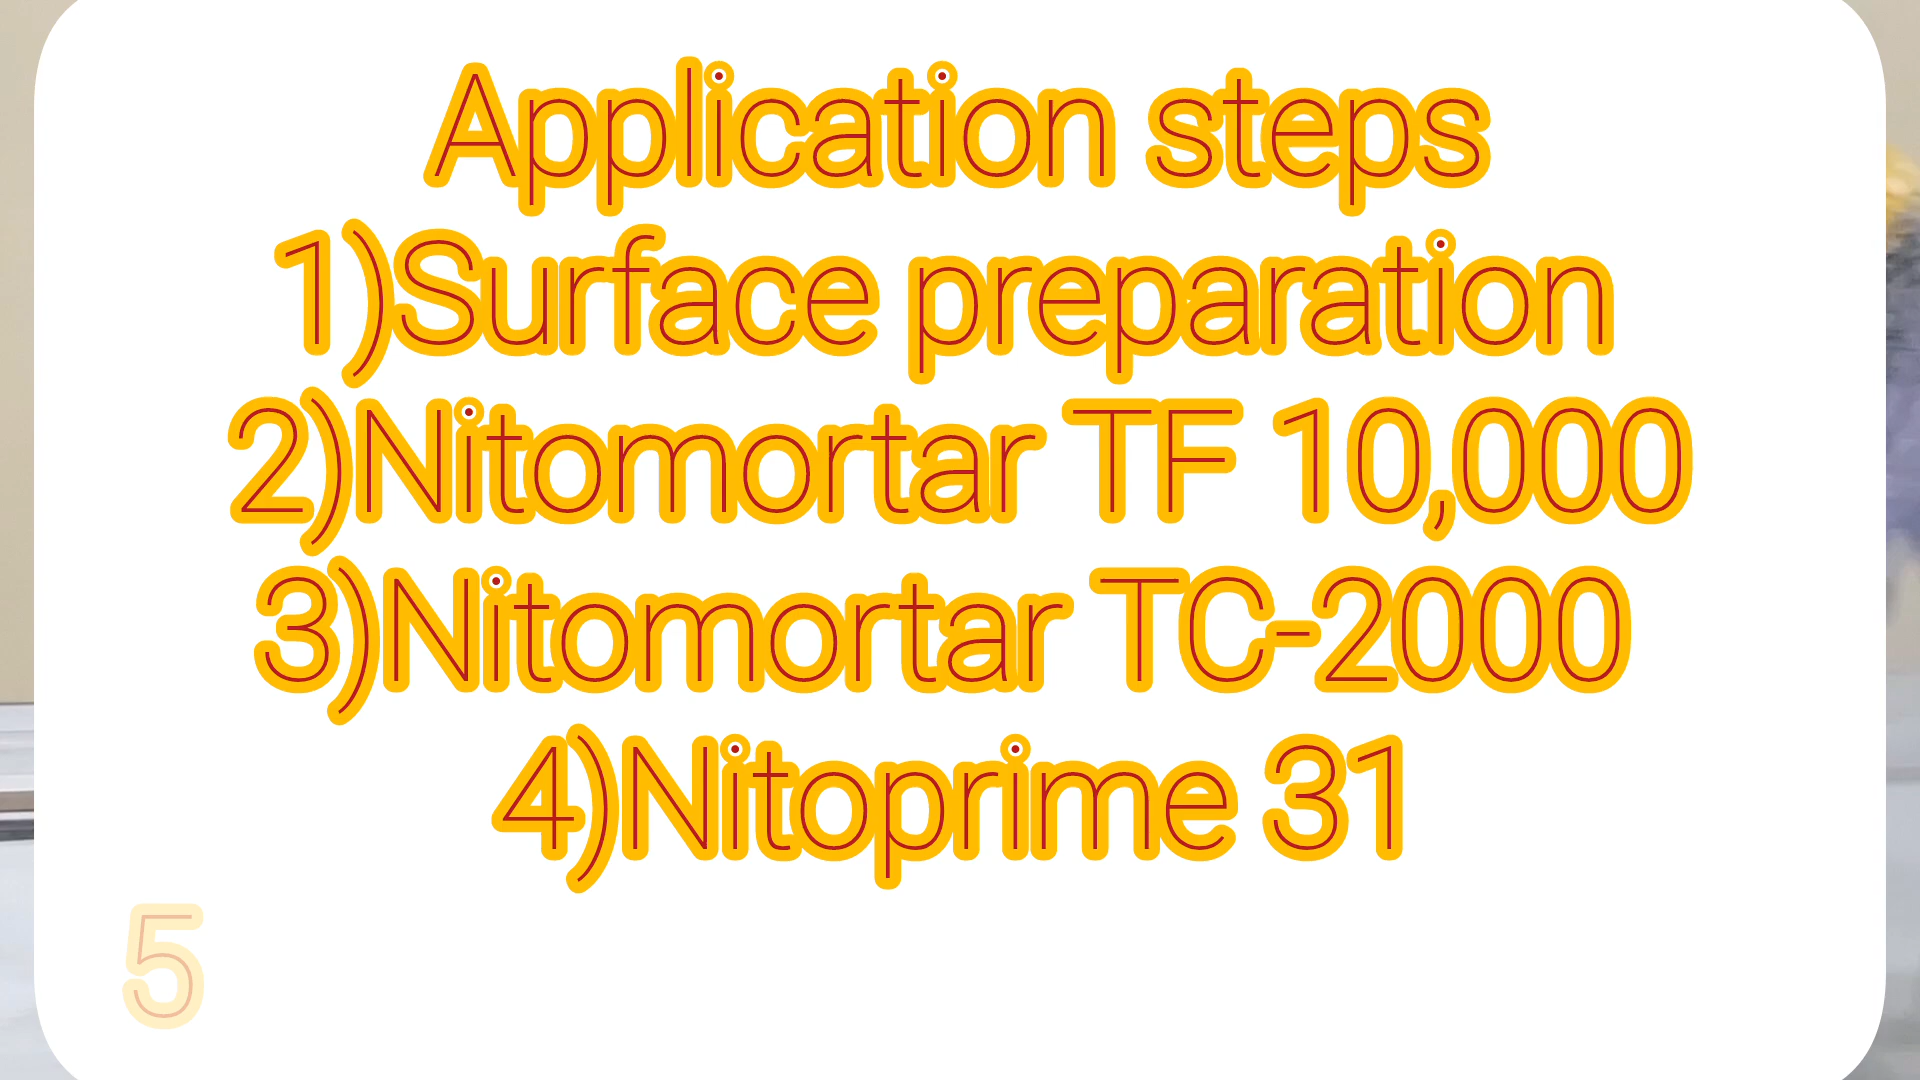 Application steps
1)Surface preparation
2)Nitomortar TF 10,000
3)Nitomortar TC-2000
4)Nitoprime 31
5